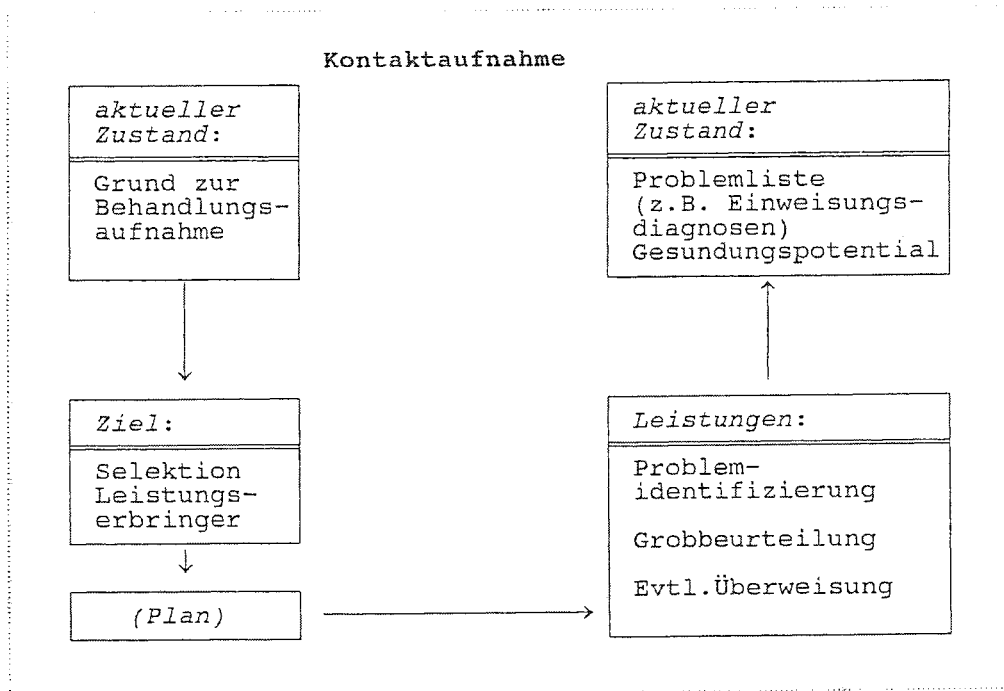 Kontaktaufnahme
aktueller
Zustand:
Grund zur
Behandlungs-
aufnahme
Ziel:
Selektion
Leistungs-
erbringer
(Plan)
Leistungen:
Problem-
identifizierung
Grobbeurteilung
Evtl.Überweisung
aktueller
Zustand:
Problemliste
(z.B. Einweisungs-
diagnosen)
Gesundungspotential